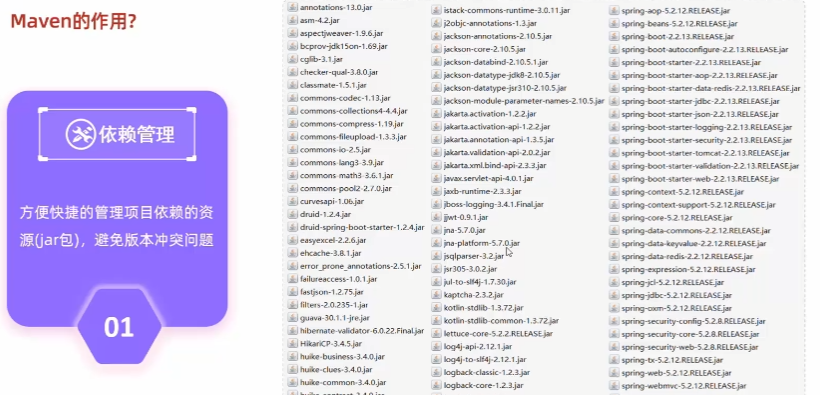 Maven的作用?
依赖管理
方便快捷的管理项目依赖的资
源(jar包)，避免版本冲突问题
01
annotations-13.0.jar
asm-4.2.jar
aspectjweaver-1.9.6.jar
bcprov-jdk15on-1.69.jar
cglib-3.1.jar
checker-qual-3.8.0.jar
classmate-1.5.1.jar
commons-codec-1.13.jar
commons-collections4-4.4.jar
commons-compress-1.19.jar
commons-fileupload-1.3.3.jar
commons-io-2.5.jar
commons-lang3-3.9.jar
commons-math3-3.6.1.jar
commons-pool2-2.7.0.jar
curvesapi-1.06.jar
druid-1.2.4.jar
druid-spring-boot-starter-1.2.4.jar
easyexcel-2.2.6.jar
ehcache-3.8.1.jar
error_prone_annotations-2.5.1.jar
failureaccess-1.0.1.jar
fastjson-1.2.75.jar
filters-2.0.235-1.jar
guava-30.1.1-jre.jar
hibernate-validator-6.0.22.Final.jar
HikariCP-3.4.5.jar
huike-business-3.4.0.jar
huike-clues-3.4.0.jar
huike-common-3.4.0.jar
istack-commons-runtime-3.0.11.jar
j2objc-annotations-1.3.jar
jackson-annotations-2.10.5.jar
jackson-core-2.10.5.jar
jackson-databind-2.10.5.1.jar
jackson-datatype-jdk8-2.10.5.jar
jackson-datatype-jsr310-2.10.5.jar
jackson-module-parameter-names-2.10.5.jar
jakarta.activation-1.2.2.jar
jakarta.activation-api-1.2.2.jar
jakarta.annotation-api-1.3.5.jar
jakarta.validation-api-2.0.2.jar
jakarta.xml.bind-api-2.3.3.jar
javax.servlet-api-4.0.1.jar
jaxb-runtime-2.3.3.jar
jboss-logging-3.4.1.Final.jar
jjwt-0.9.1.jar
jna-5.7.0.jar
jna-platform-5.7.0.jar
jsqlparser-3.2.jar
jsr305-3.0.2.jar
jul-to-slf4j-1.7.30.jar
kaptcha-2.3.2.jar
kotlin-stdlib-1.3.72.jar
kotlin-stdlib-common-1.3.72.jar
lettuce-core-5.2.2.RELEASE.jar
log4j-api-2.12.1.jar
log4j-to-slf4j-2.12.1.jar
logback-classic-1.2.3.jar
logback-core-1.2.3.jar
spring-aop-5.2.12.RELEASE.jar
spring-beans-5.2.12.RELEASE.jar
spring-boot-2.2.13.RELEASE.jar
spring-boot-autoconfigure-2.2.13.RELEASE.jar
spring-boot-starter-2.2.13.RELEASE.jar
spring-boot-starter-aop-2.2.13.RELEASE.jar
spring-boot-starter-data-redis-2.2.13.RELEASE.jar
spring-boot-starter-jdbc-2.2.13.RELEASE.jar
spring-boot-starter-json-2.2.13.RELEASE.jar
spring-boot-starter-logging-2.2.13.RELEASE.jar
spring-boot-starter-security-2.2.13.RELEASE.jar
spring-boot-starter-tomcat-2.2.13.RELEASE.jar
spring-boot-starter-validation-2.2.13.RELEASE.jar
spring-boot-starter-web-2.2.13.RELEASE.jar
spring-context-5.2.12.RELEASE.jar
spring-context-support-5.2.12.RELEASE.jar
spring-core-5.2.12.RELEASE.jar
spring-data-commons-2.2.12.RELEASE.jar
spring-data-keyvalue-2.2.12.RELEASE.jar
spring-data-redis-2.2.12.RELEASE.jar
spring-expression-5.2.12.RELEASE.jar
spring-jcl-5.2.12.RELEASE.jar
spring-jdbc-5.2.12.RELEASE.jar
spring-oxm-5.2.12.RELEASE.jar
spring-security-config-5.2.8.RELEASE.jar
spring-security-core-5.2.8.RELEASE.jar
spring-security-web-5.2.8.RELEASE.jar
spring-tx-5.2.12.RELEASE.jar
spring-web-5.2.12.RELEASE.jar
spring-webmvc-5.2.12.RELEASE.jar